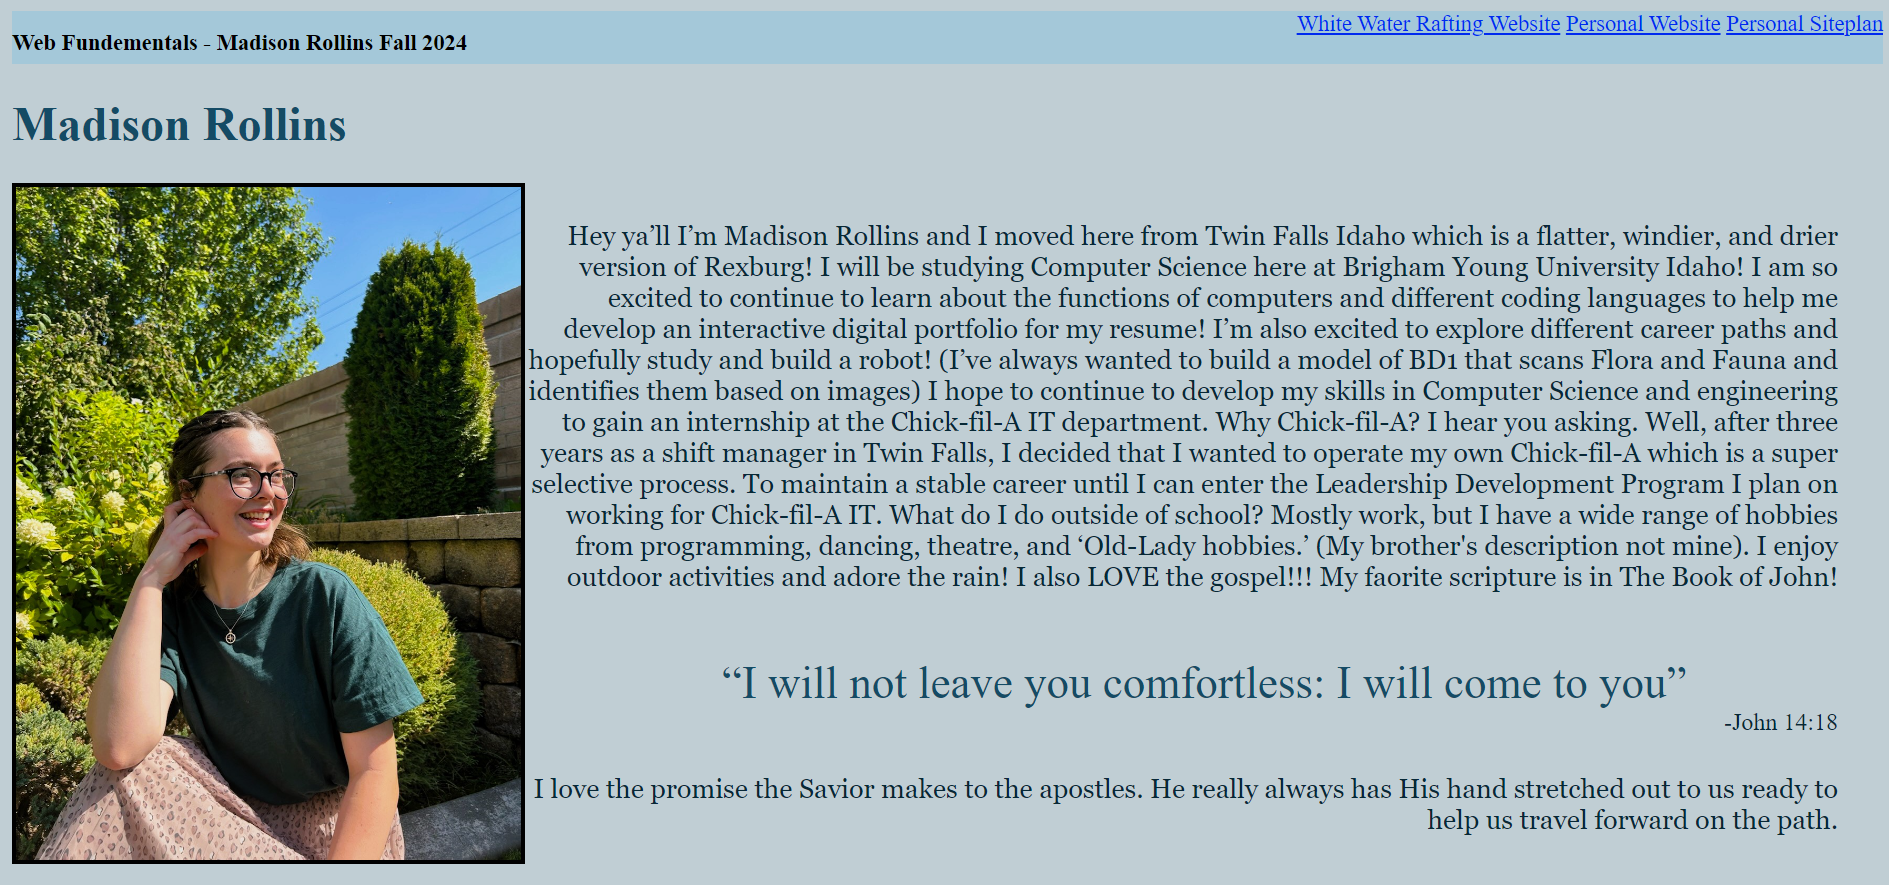 Web Fundementals - Madison Rollins Fall 2024
White Water Rafting Website Personal Website Personal Siteplan
Madison Rollins
Hey ya’ll I’m Madison Rollins and I moved here from Twin Falls Idaho which is a flatter, windier, and drier
version of Rexburg! I will be studying Computer Science here at Brigham Young University Idaho! I am so
excited to continue to learn about the functions of computers and different coding languages to help me
develop an interactive digital portfolio for my resume! I’m also excited to explore different career paths and
hopefully study and build a robot! (I’ve always wanted to build a model of BD1 that scans Flora and Fauna and
identifies them based on images) I hope to continue to develop my skills in Computer Science and engineering
to gain an internship at the Chick-fil-A IT department. Why Chick-fil-A? I hear you asking. Well, after three
years as a shift manager in Twin Falls, I decided that I wanted to operate my own Chick-fil-A which is a super
selective process. To maintain a stable career until I can enter the Leadership Development Program I plan on
working for Chick-fil-A IT. What do I do outside of school? Mostly work, but I have a wide range of hobbies
from programming, dancing, theatre, and ‘Old-Lady hobbies.’ (My brother's description not mine). I enjoy
outdoor activities and adore the rain! I also LOVE the gospel!!! My faorite scripture is in The Book of John!
“I will not leave you comfortless: I will come to you”
-John 14:18
I love the promise the Savior makes to the apostles. He really always has His hand stretched out to us ready to
help us travel forward on the path.